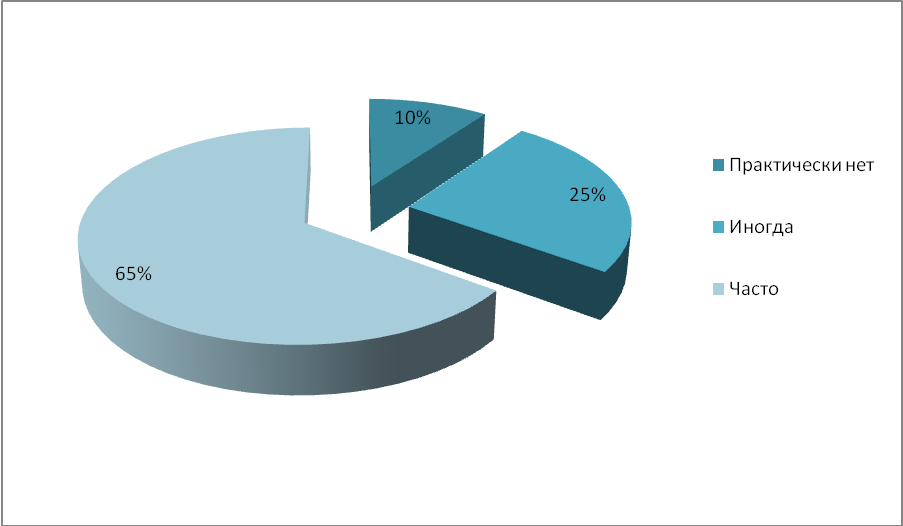 10%
25%
65%
Практически нет
Иногда
Часто